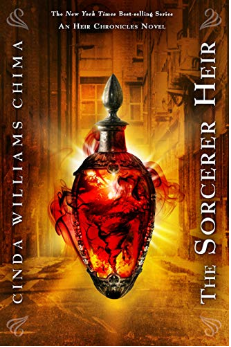 The New York Times Best-selling Series
An Heir Chronicles Novel
CINDA WILLIAMS CHIMA
The Sorcerer Heir